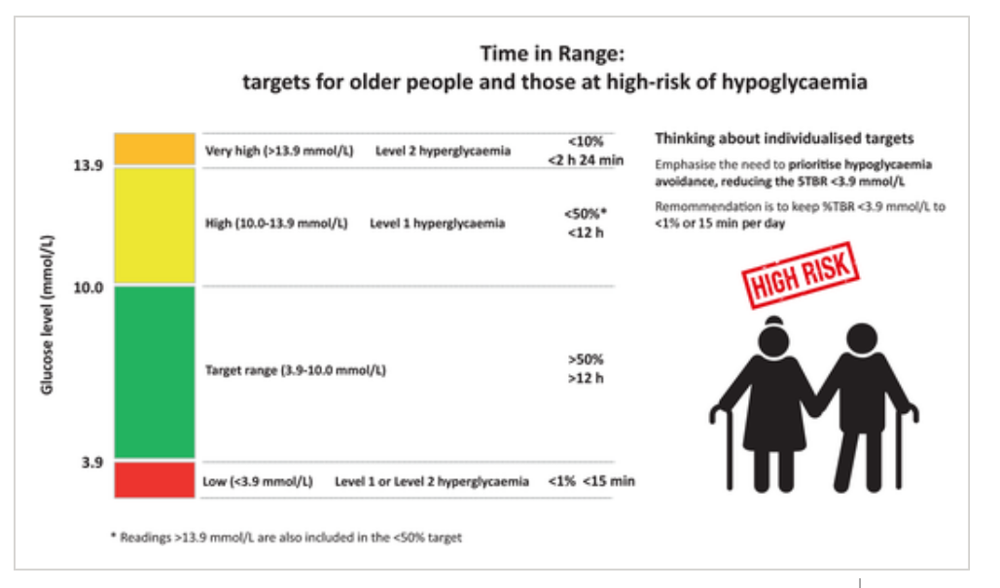 Time in Range:
targets for older people and those at high-risk of hypoglycaemia
Glucose level (mmol/L)
13.9
10.0
3.9
Very high (>13.9 mmol/L) Level 2 hyperglycaemia <10%
<2 h 24 min
High (10.0-13.9 mmol/L) Level 1 hyperglycaemia <50%*
<12 h
Target range (3.9-10.0 mmol/L) >50%
>12 h
Low (<3.9 mmol/L) Level 1 or Level 2 hyperglycaemia <1% <15 min
* Readings >13.9 mmol/L are also included in the <50% target
Thinking about individualised targets
Emphasise the need to prioritise hypoglycaemia
avoidance, reducing the 5TBR <3.9 mmol/L
Remommendation is to keep %TBR <3.9 mmol/L to
<1% or 15 min per day
HIGH RISK